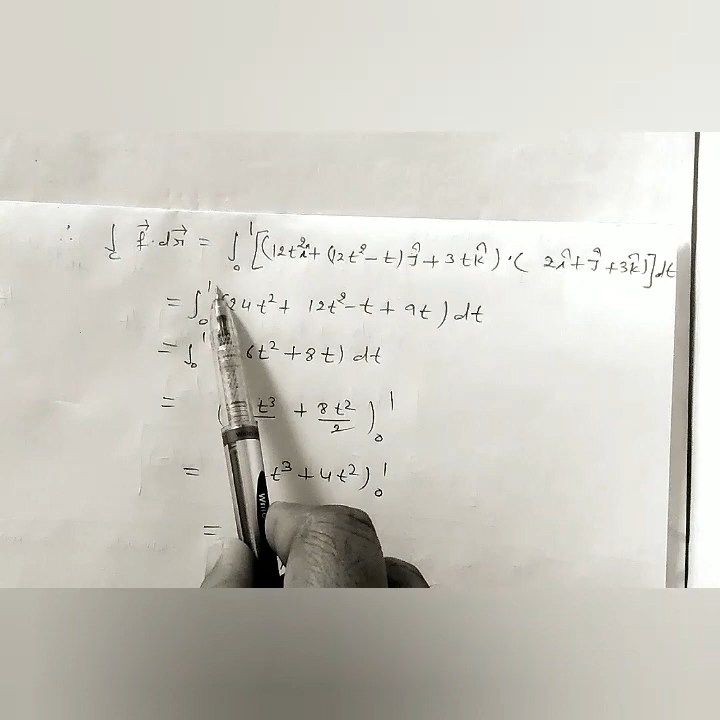 ∴ ∫_c f⃗·dr⃗ = ∫₀¹ [(12t²î + (12t² - t)ĵ + 3tk̂)·(2î + ĵ + 3k̂)]dt
= ∫₀¹ (24t² + 12t² - t + 9t) dt
= ∫₀¹ 6t² + 8t) dt
= ( t³ + 8t²/2 )₀¹
= t³ + 4t²)₀¹
=